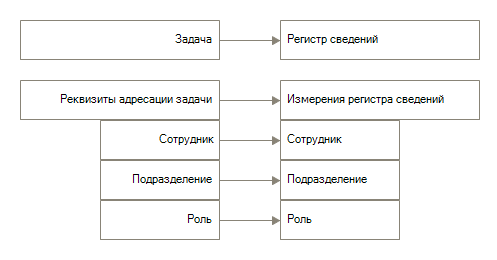 Задача
Регистр сведений
Реквизиты адресации задачи
Измерения регистра сведений
Сотрудник
Сотрудник
Подразделение
Подразделение
Роль
Роль